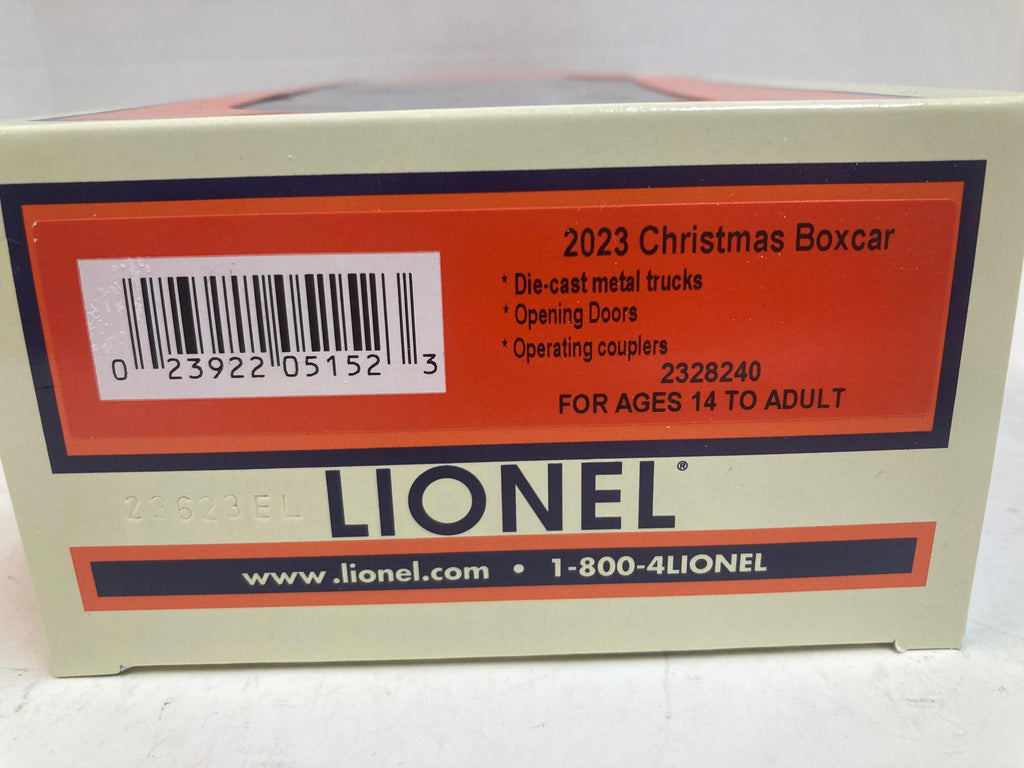 2023 Christmas Boxcar
* Die-cast metal trucks
* Opening Doors
* Operating couplers
2328240
FOR AGES 14 TO ADULT
0 23922 05152 3
23623EL
LIONEL®
www.lionel.com • 1-800-4LIONEL